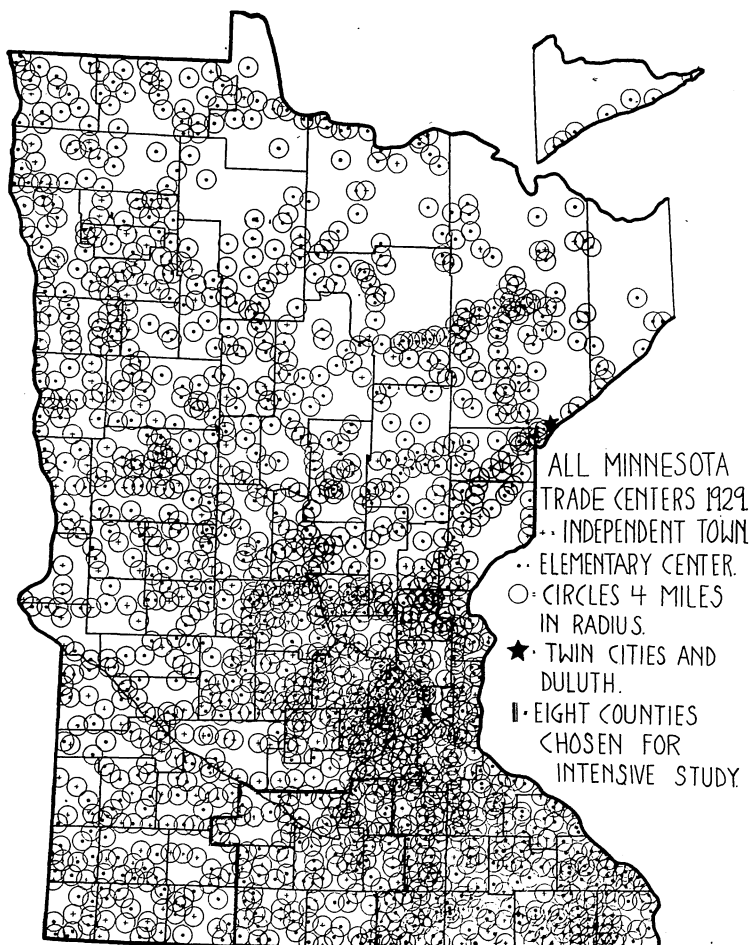 ALL MINNESOTA
TRADE CENTERS 1929.
+ · INDEPENDENT TOWN
· · ELEMENTARY CENTER.
○ · CIRCLES 4 MILES
IN RADIUS.
★ · TWIN CITIES AND
DULUTH.
▮ · EIGHT COUNTIES
CHOSEN FOR
INTENSIVE STUDY.